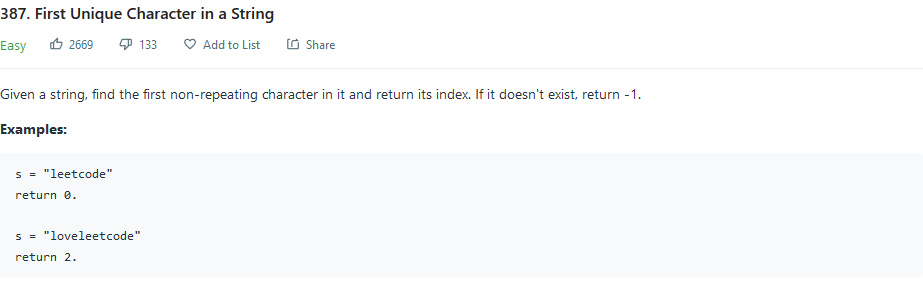 387. First Unique Character in a String
Easy 2669 133 Add to List Share
Given a string, find the first non-repeating character in it and return its index. If it doesn't exist, return -1.
Examples:
s = "leetcode"
return 0.
s = "loveleetcode"
return 2.